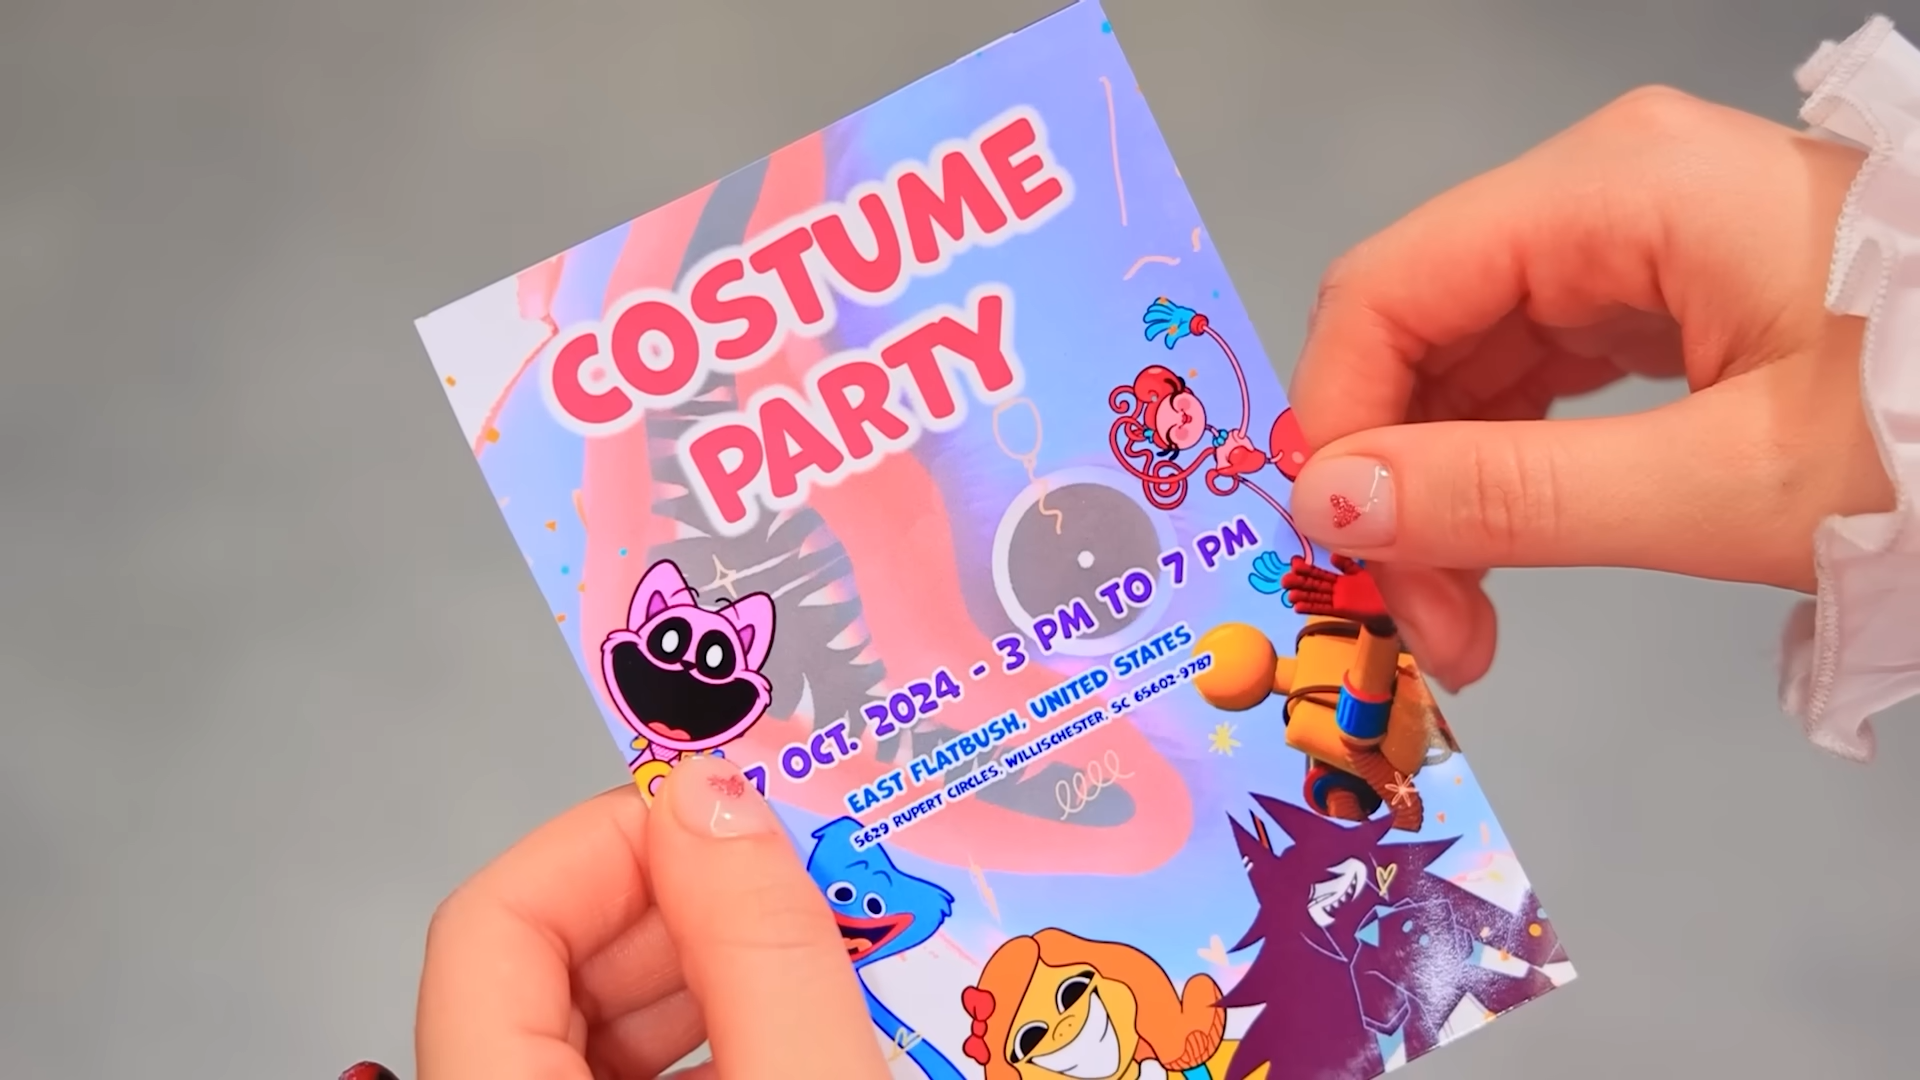 COSTUME
PARTY
7 OCT. 2024 - 3 PM TO 7 PM
EAST FLATBUSH, UNITED STATES
5629 RUPERT CIRCLES, WILLISCHESTER, SC 65602-9787